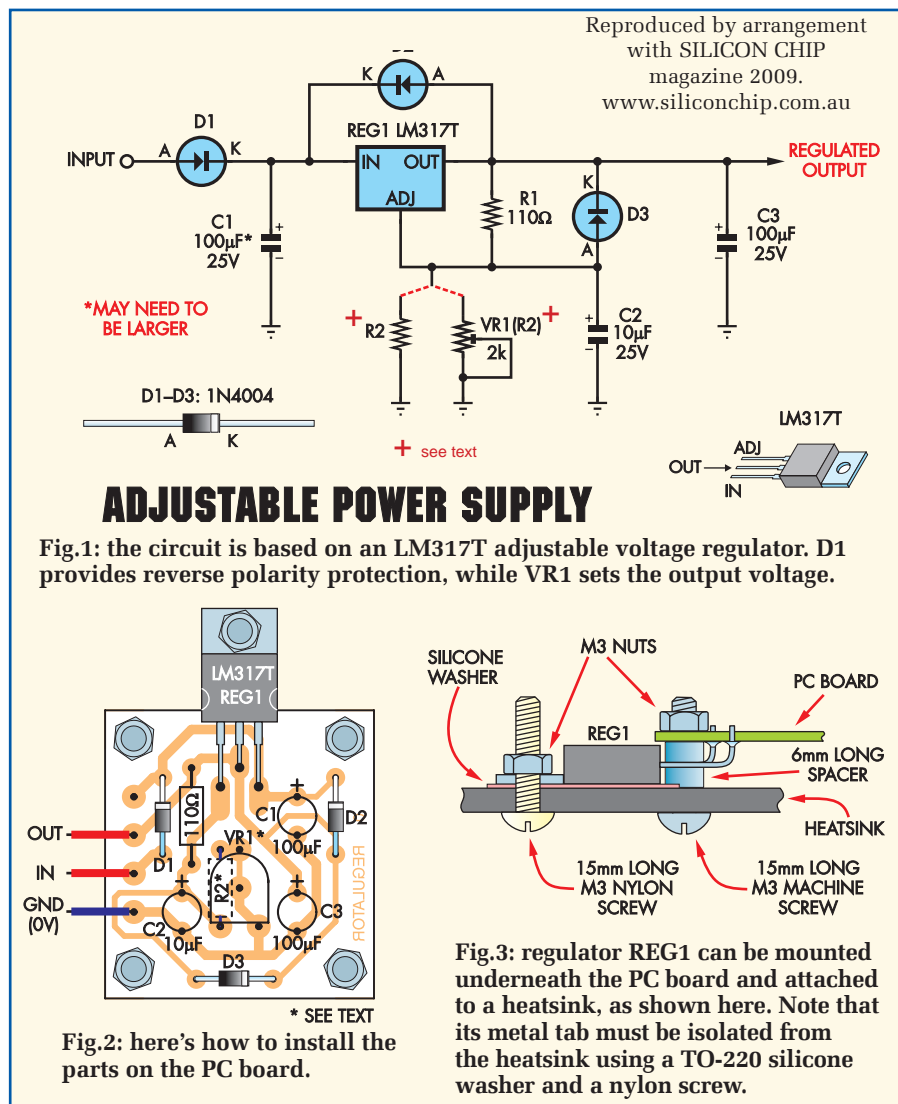 Reproduced by arrangement
with SILICON CHIP
magazine 2009.
www.siliconchip.com.au
K
A
D1
A
K
INPUT
REG1 LM317T
IN
OUT
ADJ
REGULATED
OUTPUT
C1
100µF*
25V
+
–
R1
110Ω
K
D3
A
C3
100µF
25V
+
–
*MAY NEED TO
BE LARGER
+
R2
VR1(R2)
2k
+
C2
10µF
25V
+
–
D1–D3: 1N4004
A
K
+ see text
LM317T
ADJ
OUT
IN
ADJUSTABLE POWER SUPPLY
Fig.1: the circuit is based on an LM317T adjustable voltage regulator. D1
provides reverse polarity protection, while VR1 sets the output voltage.
LM317T
REG1
OUT
IN
GND
(0V)
D1
110Ω
C1
+
100µF
D2
VR1*
R2*
+
C2
10µF
+
C3
100µF
D3
REGULATOR
* SEE TEXT
Fig.2: here's how to install the
parts on the PC board.
SILICONE
WASHER
M3 NUTS
PC BOARD
REG1
6mm LONG
SPACER
HEATSINK
15mm LONG
M3 NYLON
SCREW
15mm LONG
M3 MACHINE
SCREW
Fig.3: regulator REG1 can be mounted
underneath the PC board and attached
to a heatsink, as shown here. Note that
its metal tab must be isolated from
the heatsink using a TO-220 silicone
washer and a nylon screw.